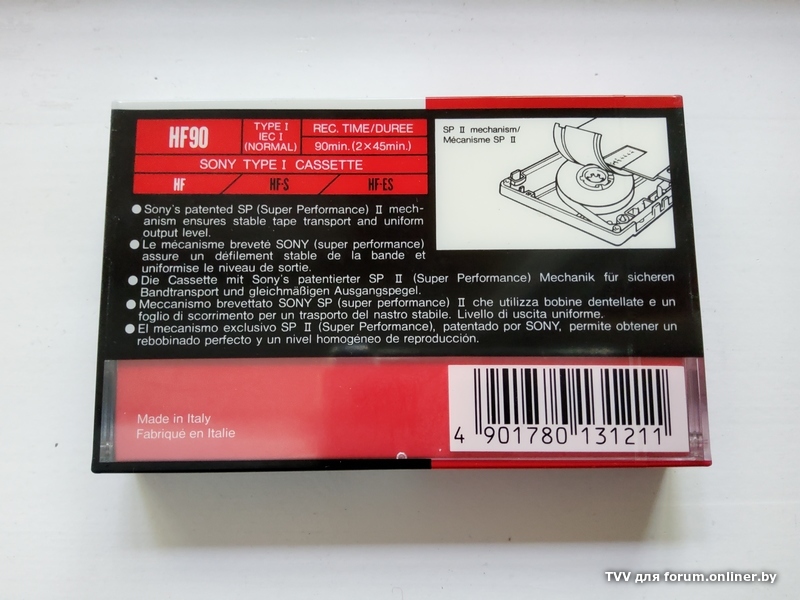 HF90
TYPE I
IEC I
(NORMAL)
REC. TIME/DUREE
90min. (2×45min.)
SONY TYPE I CASSETTE
HF / HF-S / HF-ES
SP II mechanism/
Mécanisme SP II
● Sony's patented SP (Super Performance) II mech-
anism ensures stable tape transport and uniform
output level.
● Le mécanisme breveté SONY (super performance)
assure un défilement stable de la bande et
uniformise le niveau de sortie.
● Die Cassette mit Sony's patentierter SP II (Super Performance) Mechanik für sicheren
Bandtransport und gleichmäßigen Ausgangspegel.
● Meccanismo brevettato SONY SP (super performance) II che utilizza bobine dentellate e un
foglio di scorrimento per un trasporto del nastro stabile. Livello di uscita uniforme.
● El mecanismo exclusivo SP II (Super Performance), patentado por SONY, permite obtener un
rebobinado perfecto y un nivel homogéneo de reproducción.
Made in Italy
Fabriqué en Italie
4 901780 131211
TVV для forum.onliner.by